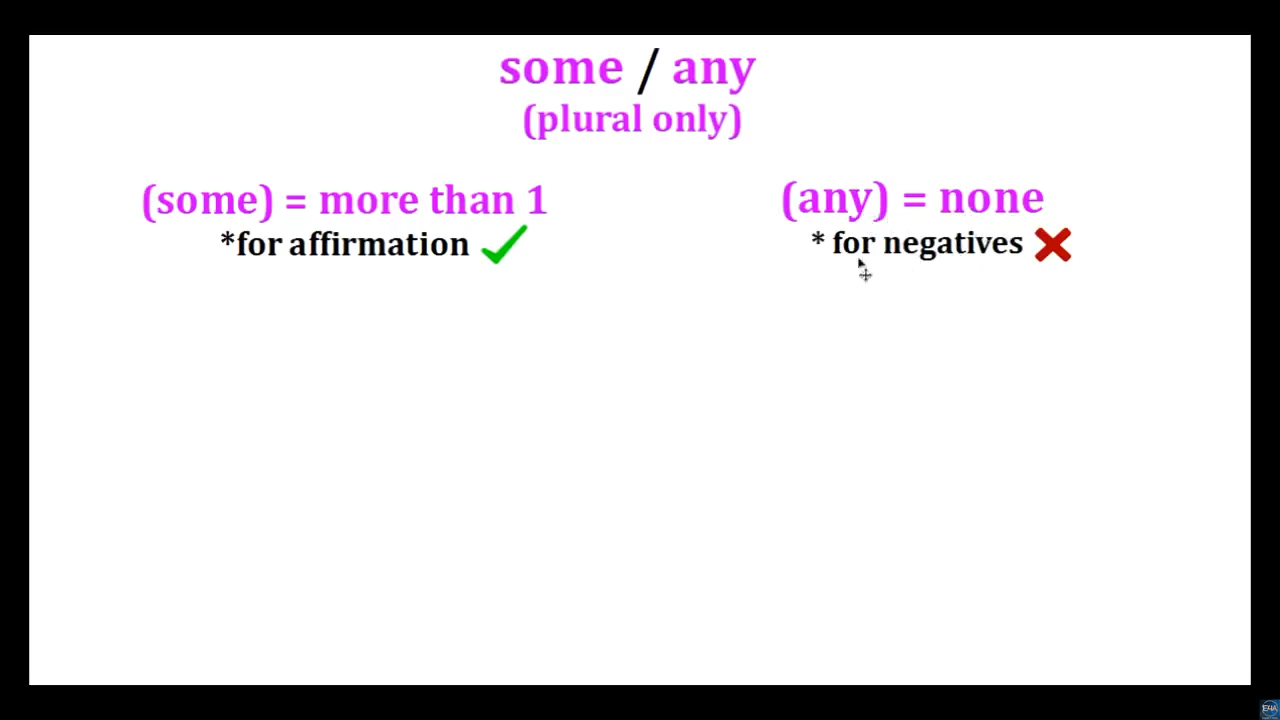 some / any
(plural only)
(some) = more than 1
*for affirmation
(any) = none
* for negatives